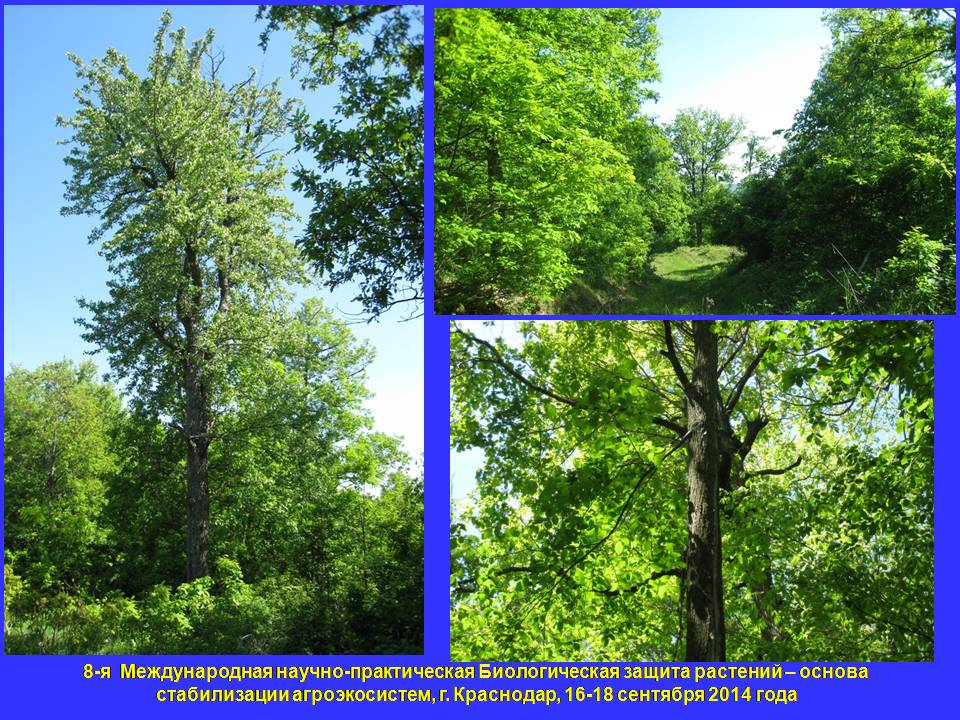 8-я Международная научно-практическая Биологическая защита растений – основа
стабилизации агроэкосистем, г. Краснодар, 16-18 сентября 2014 года